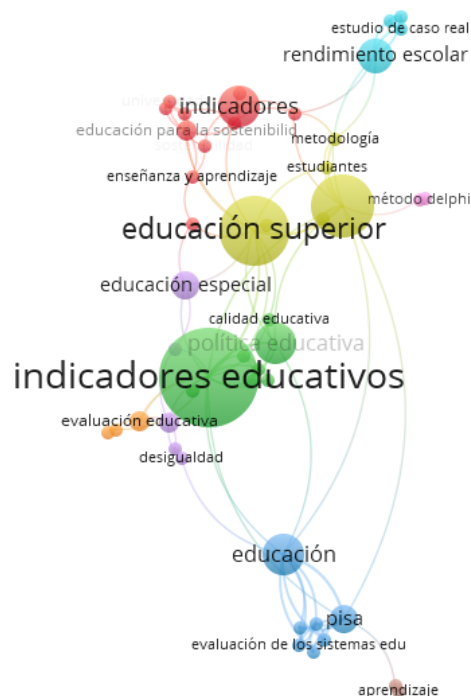 estudio de caso real
rendimiento escolar
indicadores
educación para la sostenibilid
metodología
sostenibilidad
estudiantes
enseñanza y aprendizaje
método delphi
educación superior
educación especial
calidad educativa
política educativa
indicadores educativos
evaluación educativa
desigualdad
educación
pisa
evaluación de los sistemas edu
aprendizaje